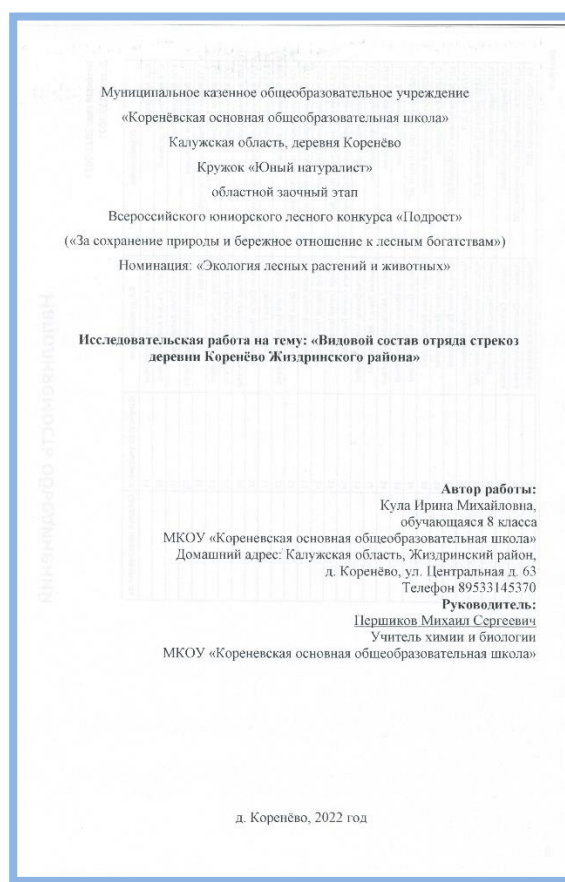 Муниципальное казенное общеобразовательное учреждение
«Коренёвская основная общеобразовательная школа»
Калужская область, деревня Коренёво
Кружок «Юный натуралист»
областной заочный этап
Всероссийского юниорского лесного конкурса «Подрост»
(«За сохранение природы и бережное отношение к лесным богатствам»)
Номинация: «Экология лесных растений и животных»
Исследовательская работа на тему: «Видовой состав отряда стрекоз
деревни Коренёво Жиздринского района»
Автор работы:
Кула Ирина Михайловна,
обучающаяся 8 класса
МКОУ «Кореневская основная общеобразовательная школа»
Домашний адрес: Калужская область, Жиздринский район,
д. Коренёво, ул. Центральная д. 63
Телефон 89533145370
Руководитель:
Першиков Михаил Сергеевич
Учитель химии и биологии
МКОУ «Кореневская основная общеобразовательная школа»
д. Коренёво, 2022 год